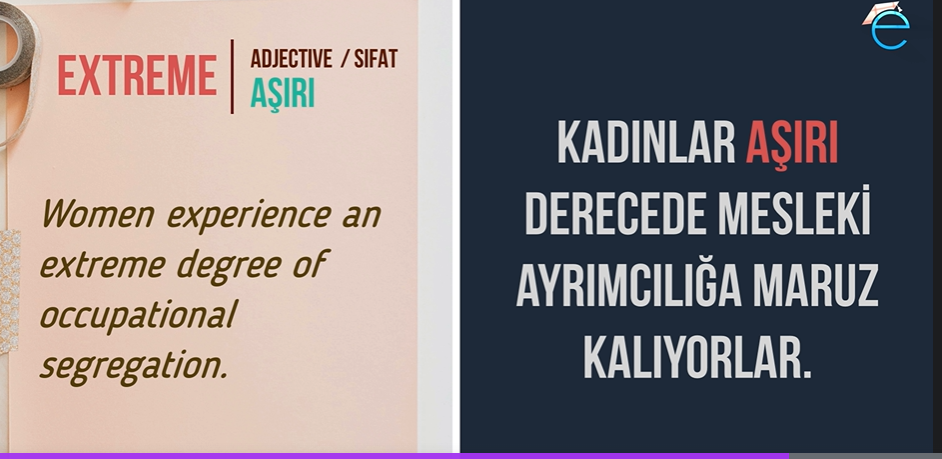 EXTREME
ADJECTIVE / SIFAT
AŞIRI
Women experience an
extreme degree of
occupational
segregation.
e
KADINLAR AŞIRI
DERECEDE MESLEKİ
AYRIMCILIĞA MARUZ
KALIYORLAR.